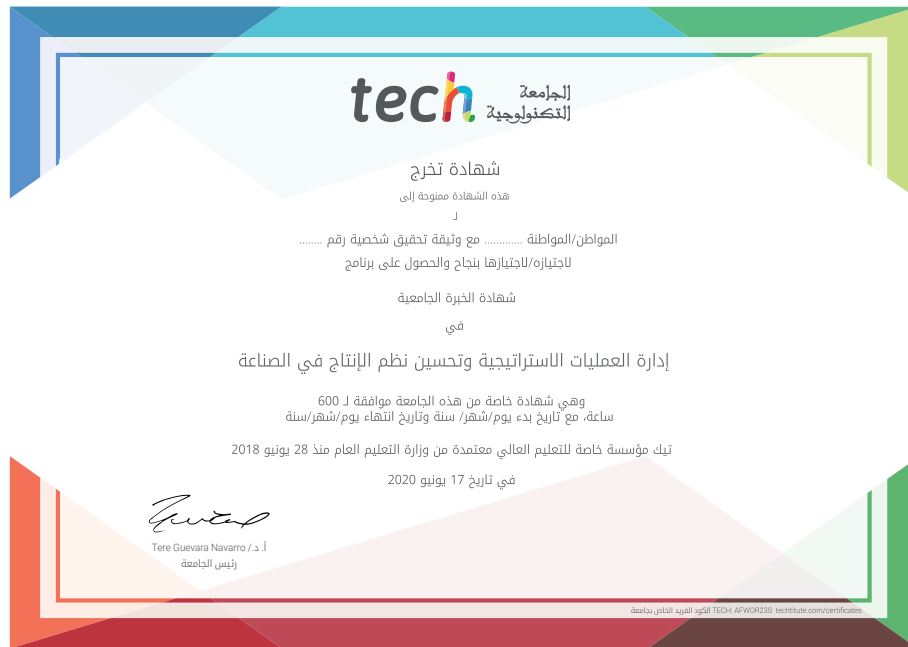 tech الجامعة
التكنولوجية
شهادة تخرج
هذه الشهادة ممنوحة إلى
لـ
المواطن/المواطنة ............. مع وثيقة تحقيق شخصية رقم ........
لاجتيازه/لاجتيازها بنجاح والحصول على برنامج
شهادة الخبرة الجامعية
في
إدارة العمليات الاستراتيجية وتحسين نظم الإنتاج في الصناعة
وهي شهادة خاصة من هذه الجامعة موافقة لـ 600
ساعة، مع تاريخ بدء يوم/شهر/ سنة وتاريخ انتهاء يوم/شهر/سنة
تيك مؤسسة خاصة للتعليم العالي معتمدة من وزارة التعليم العام منذ 28 يونيو 2018
في تاريخ 17 يونيو 2020
أ. د./ Tere Guevara Navarro
رئيس الجامعة
الكود الفريد الخاص بجامعة TECH: AFWOR23S techtitute.com/certificates